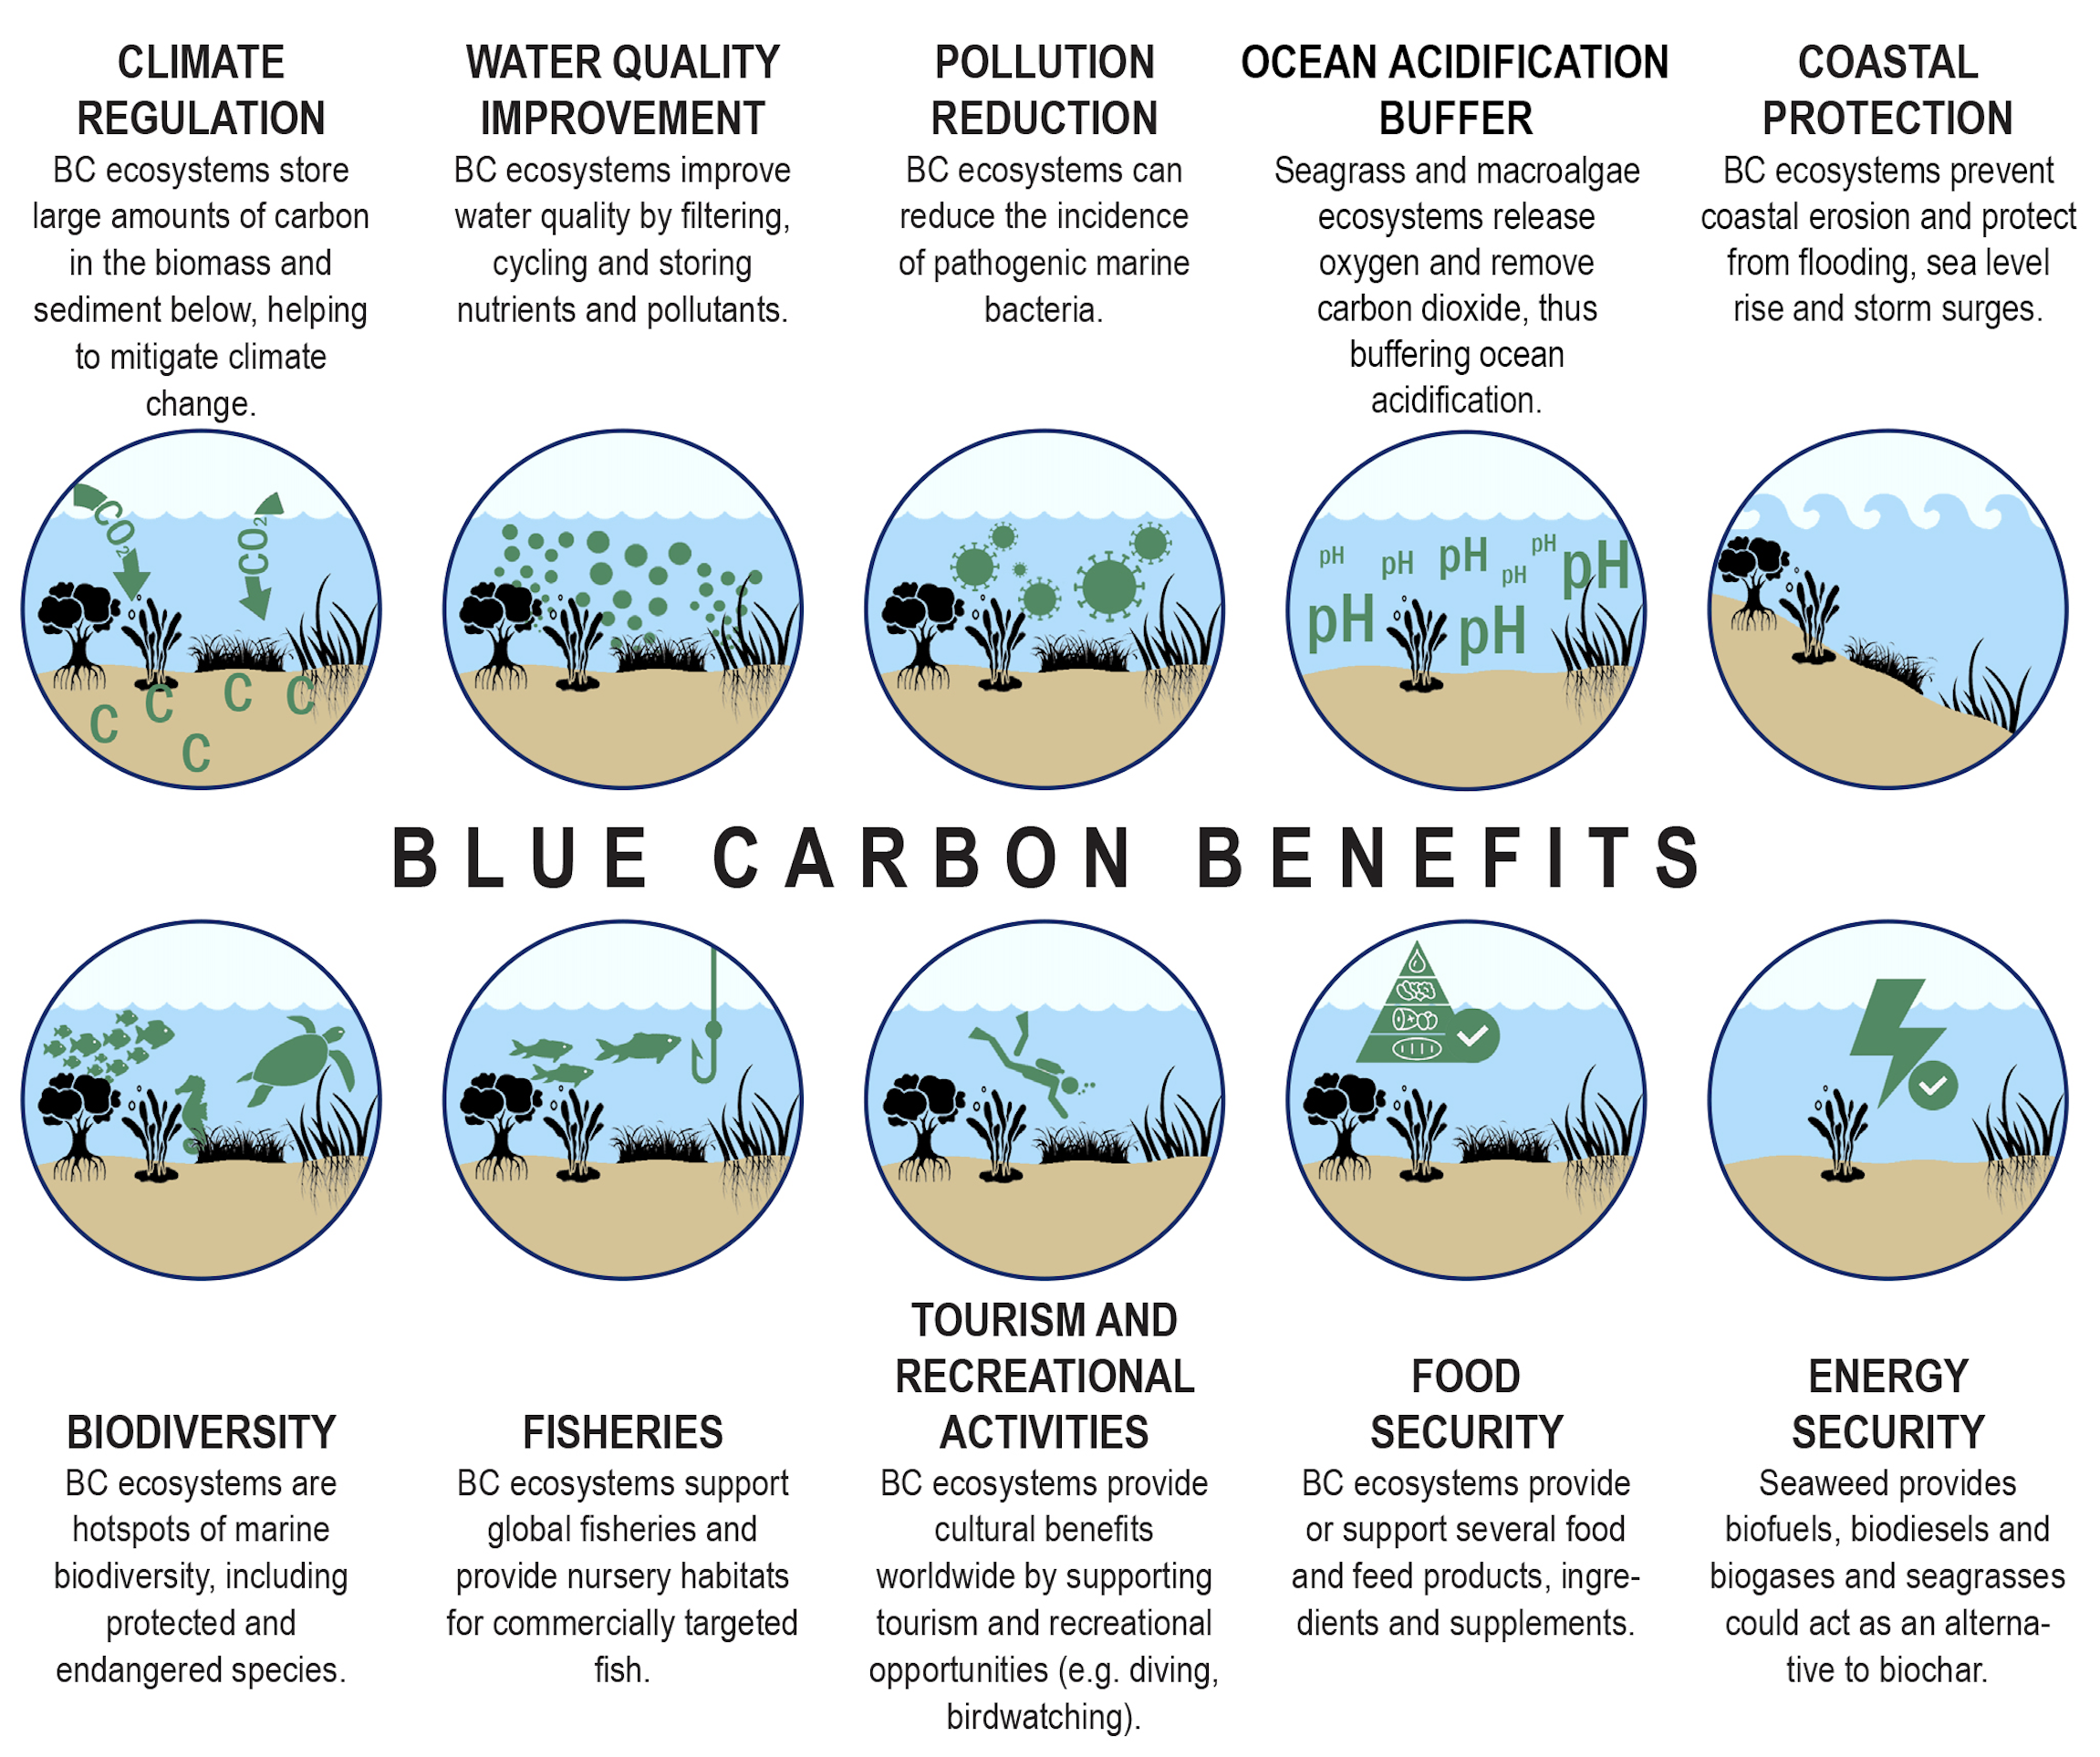 CLIMATE
REGULATION
BC ecosystems store
large amounts of carbon
in the biomass and
sediment below, helping
to mitigate climate
change.
WATER QUALITY
IMPROVEMENT
BC ecosystems improve
water quality by filtering,
cycling and storing
nutrients and pollutants.
POLLUTION
REDUCTION
BC ecosystems can
reduce the incidence
of pathogenic marine
bacteria.
OCEAN ACIDIFICATION
BUFFER
Seagrass and macroalgae
ecosystems release
oxygen and remove
carbon dioxide, thus
buffering ocean
acidification.
COASTAL
PROTECTION
BC ecosystems prevent
coastal erosion and protect
from flooding, sea level
rise and storm surges.
CO₂
CO₂
C
C
C
C
C
pH
pH
pH
pH
pH
pH
pH
pH
BLUE CARBON BENEFITS
BIODIVERSITY
BC ecosystems are
hotspots of marine
biodiversity, including
protected and
endangered species.
FISHERIES
BC ecosystems support
global fisheries and
provide nursery habitats
for commercially targeted
fish.
TOURISM AND
RECREATIONAL
ACTIVITIES
BC ecosystems provide
cultural benefits
worldwide by supporting
tourism and recreational
opportunities (e.g. diving,
birdwatching).
FOOD
SECURITY
BC ecosystems provide
or support several food
and feed products, ingre-
dients and supplements.
ENERGY
SECURITY
Seaweed provides
biofuels, biodiesels and
biogases and seagrasses
could act as an alterna-
tive to biochar.